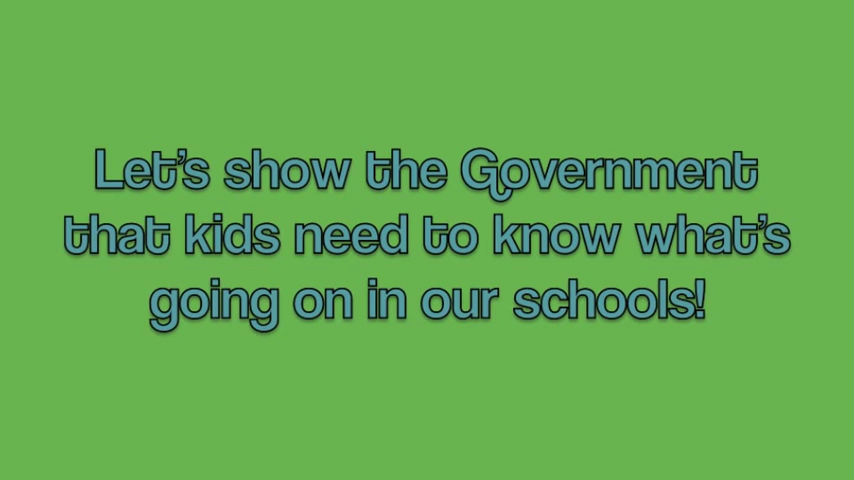 Let's show the Government
that kids need to know what's
going on in our schools!